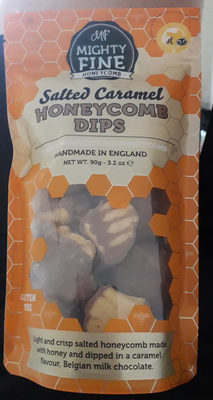 MF
MIGHTY
FINE
HONEYCOMB
Salted Caramel
HONEYCOMB
DIPS
HANDMADE IN ENGLAND
NET WT. 90g - 3.2 oz ℮
GLUTEN
FREE
Light and crisp salted honeycomb made
with honey and dipped in a caramel
flavour, Belgian milk chocolate.